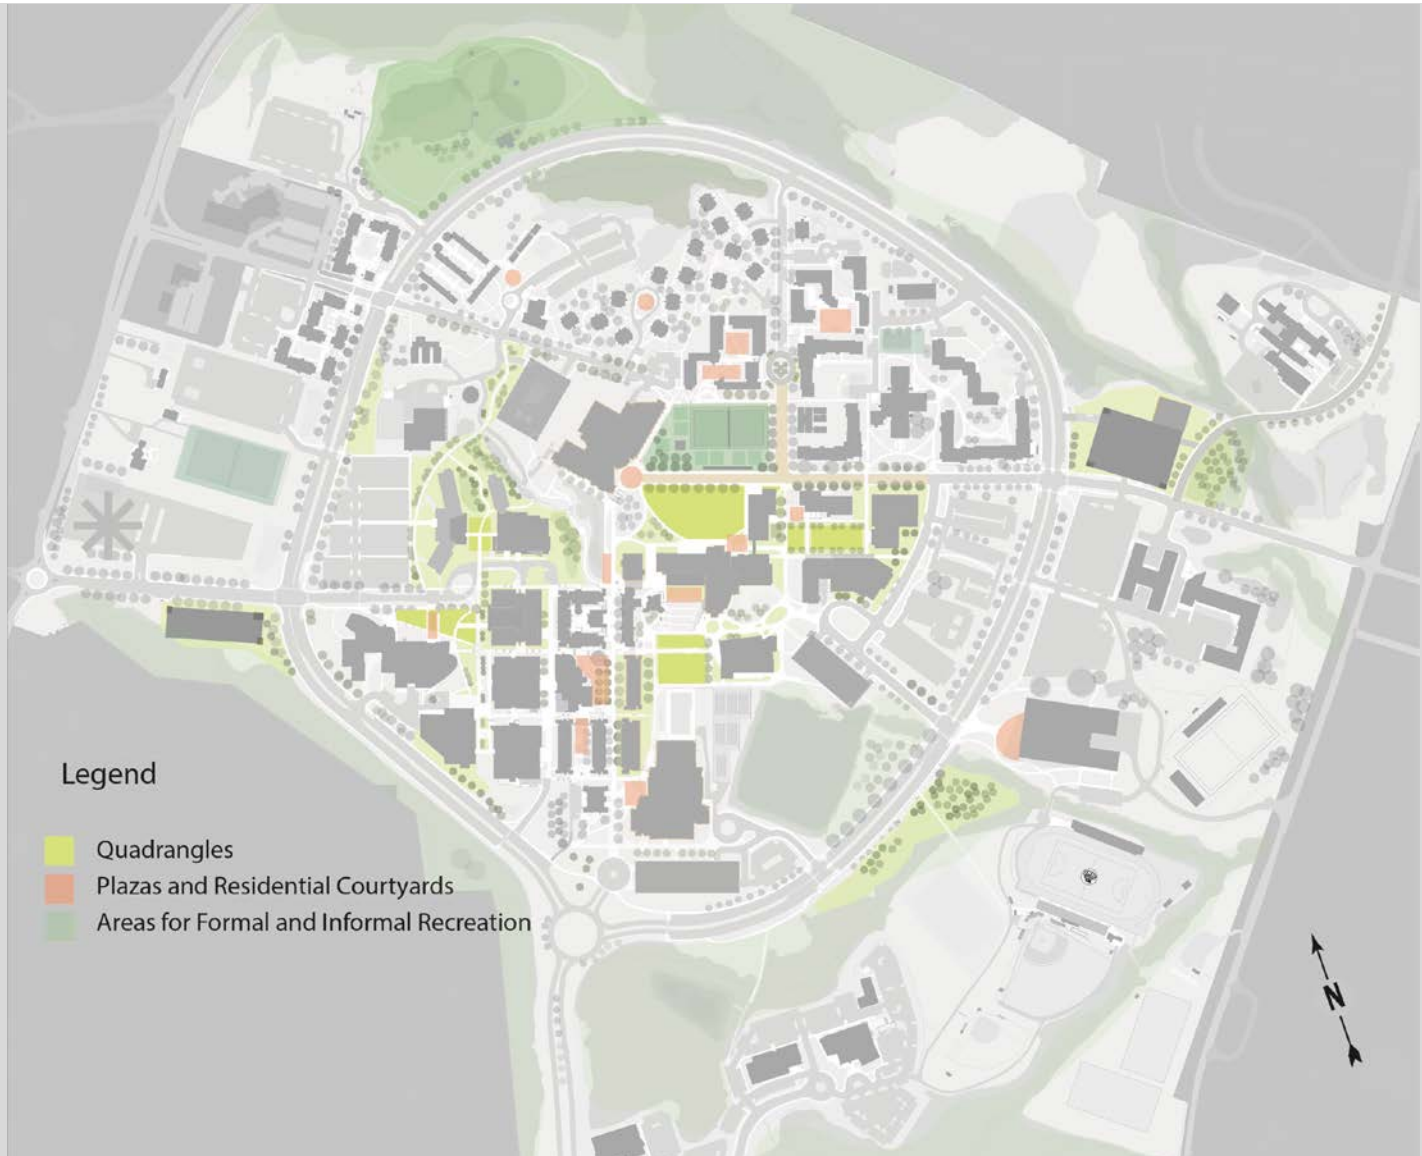 Legend
Quadrangles
Plazas and Residential Courtyards
Areas for Formal and Informal Recreation
N